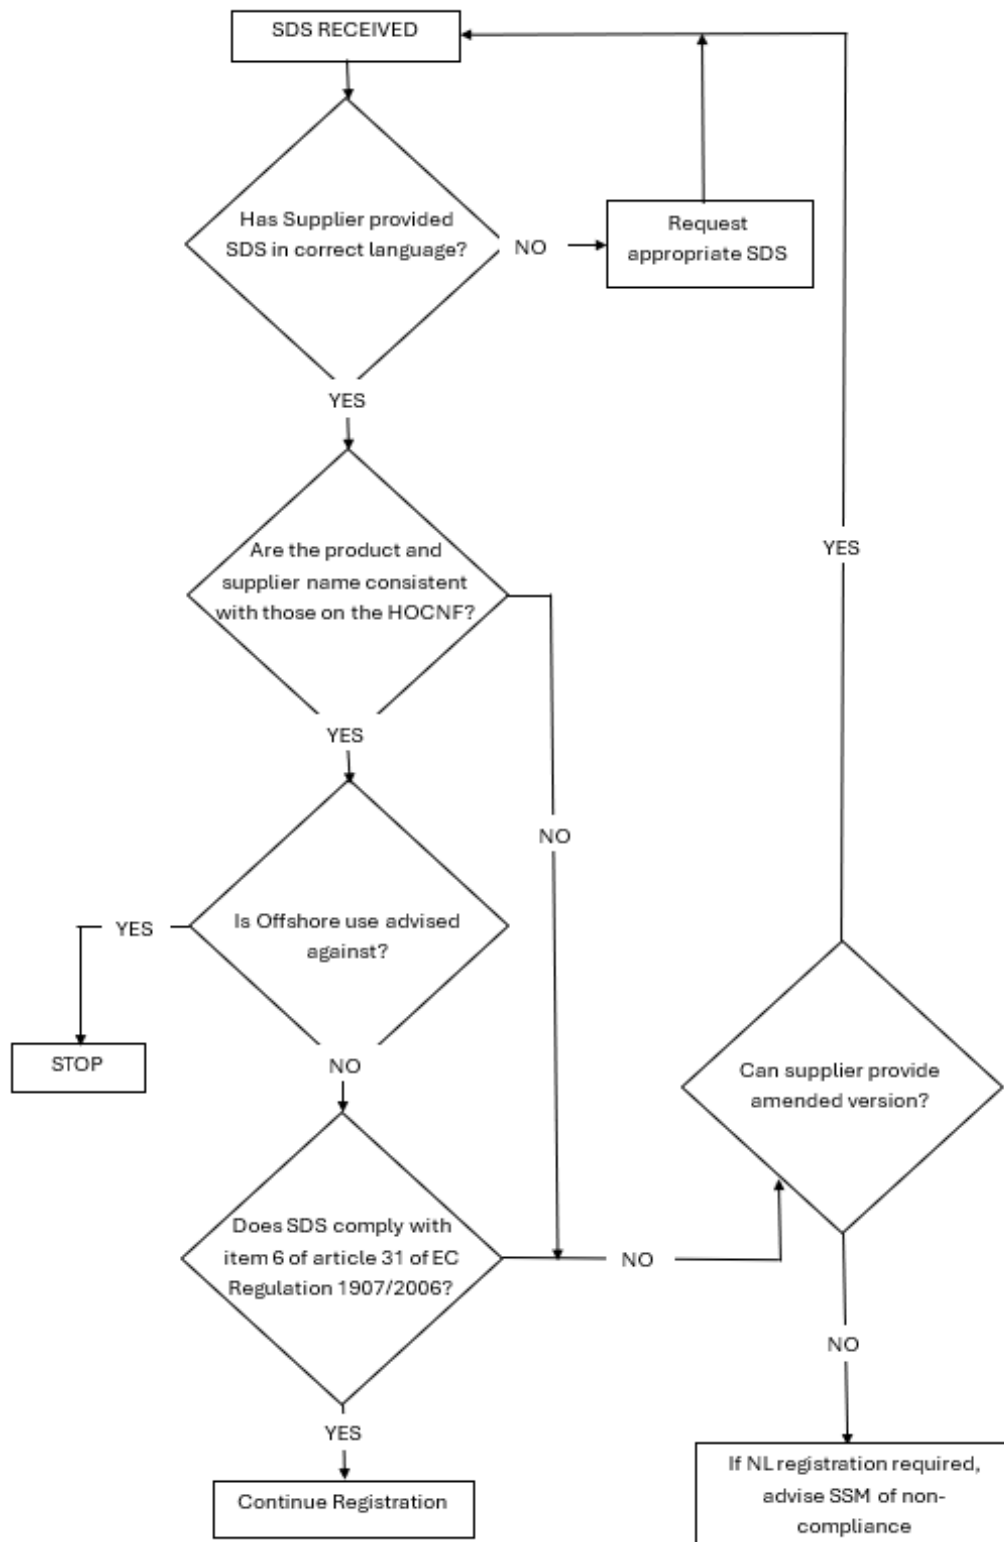 SDS RECEIVED
Has Supplier provided
SDS in correct language?
NO
Request
appropriate SDS
YES
Are the product and
supplier name consistent
with those on the HOCNF?
YES
YES
NO
Is Offshore use advised
against?
YES
STOP
NO
Can supplier provide
amended version?
Does SDS comply with
item 6 of article 31 of EC
Regulation 1907/2006?
NO
NO
YES
Continue Registration
If NL registration required,
advise SSM of non-
compliance